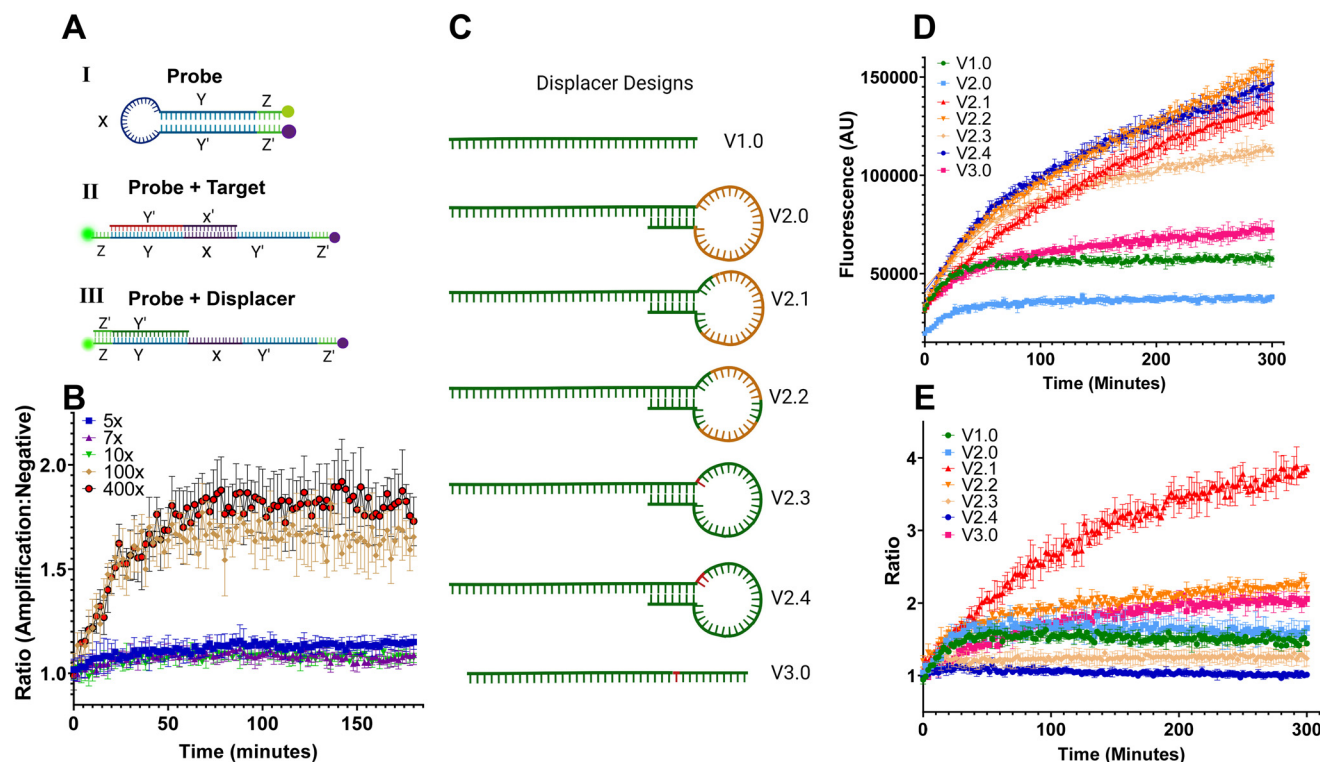 A
I
Probe
Y
Z
X
Y'
Z'
II
Probe + Target
Y'
X'
Z
Y
X
Y'
Z'
III
Probe + Displacer
Z'
Y'
Z
Y
X
Y'
Z'
B
5x
7x
10x
100x
400x
2.0
1.5
1.0
Ratio (Amplification:Negative)
0
50
100
150
Time (minutes)
C
Displacer Designs
V1.0
V2.0
V2.1
V2.2
V2.3
V2.4
V3.0
D
V1.0
V2.0
V2.1
V2.2
V2.3
V2.4
V3.0
150000
100000
50000
Fluorescence (AU)
0
100
200
300
Time (Minutes)
E
V1.0
V2.0
V2.1
V2.2
V2.3
V2.4
V3.0
4
3
2
1
Ratio
0
100
200
300
Time (Minutes)